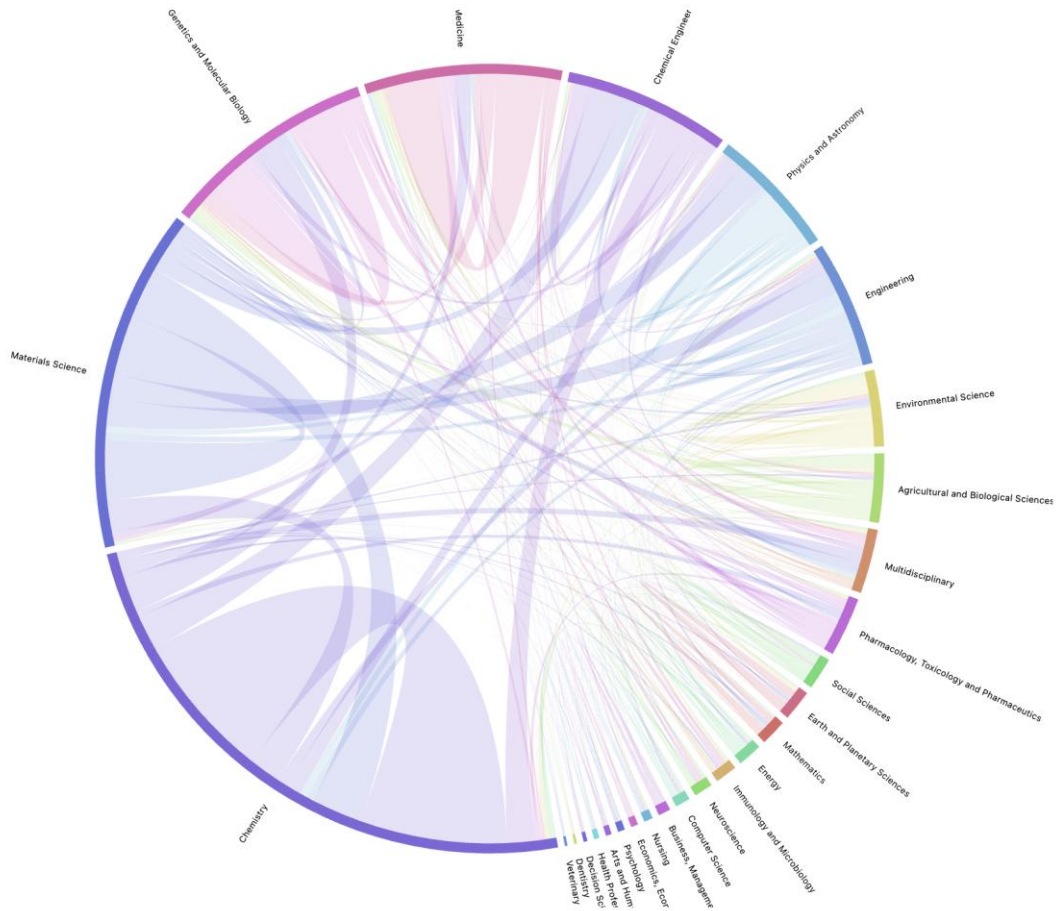 Genetics and Molecular Biology
Medicine
Chemical Engineer
Physics and Astronomy
Engineering
Environmental Science
Agricultural and Biological Sciences
Multidisciplinary
Pharmacology, Toxicology and Pharmaceutics
Social Sciences
Earth and Planetary Sciences
Mathematics
Energy
Immunology and Microbiology
Neuroscience
Computer Science
Business, Manageme
Nursing
Economics, Ecor
Psychology
Arts and Hum
Health Profe
Decision Sci
Dentistry
Veterinary
Chemistry
Materials Science